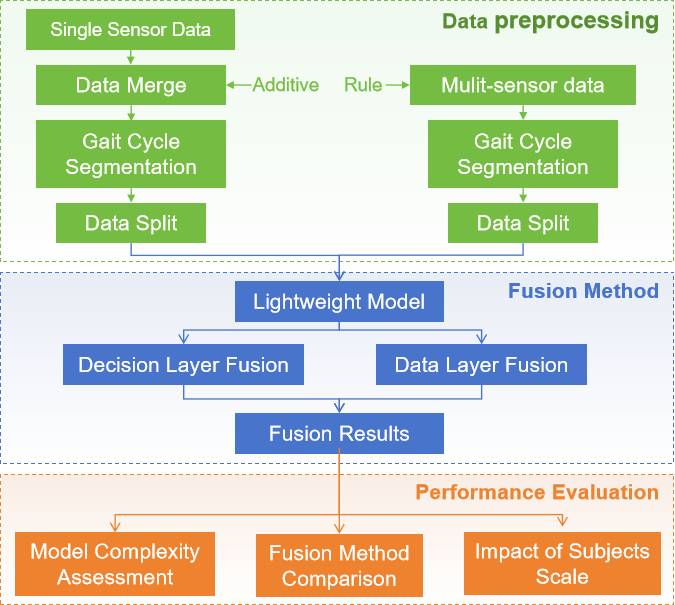 Data preprocessing
Single Sensor Data
Data Merge
Additive
Rule
Mulit-sensor data
Gait Cycle
Segmentation
Gait Cycle
Segmentation
Data Split
Data Split
Fusion Method
Lightweight Model
Decision Layer Fusion
Data Layer Fusion
Fusion Results
Performance Evaluation
Model Complexity
Assessment
Fusion Method
Comparison
Impact of Subjects
Scale